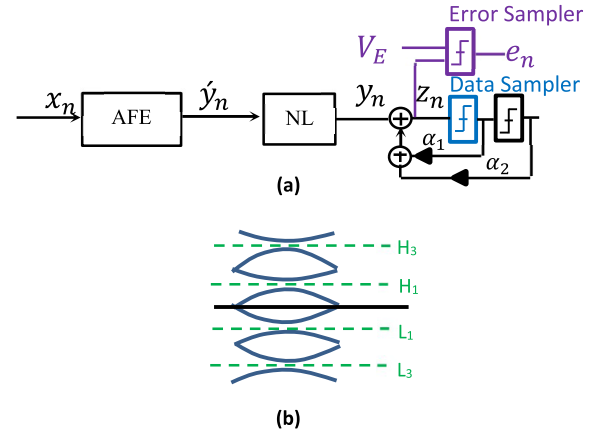 Error Sampler
V_E
e_n
Data Sampler
x_n
AFE
ý_n
NL
y_n
z_n
α_1
α_2
(a)
H_3
H_1
L_1
L_3
(b)